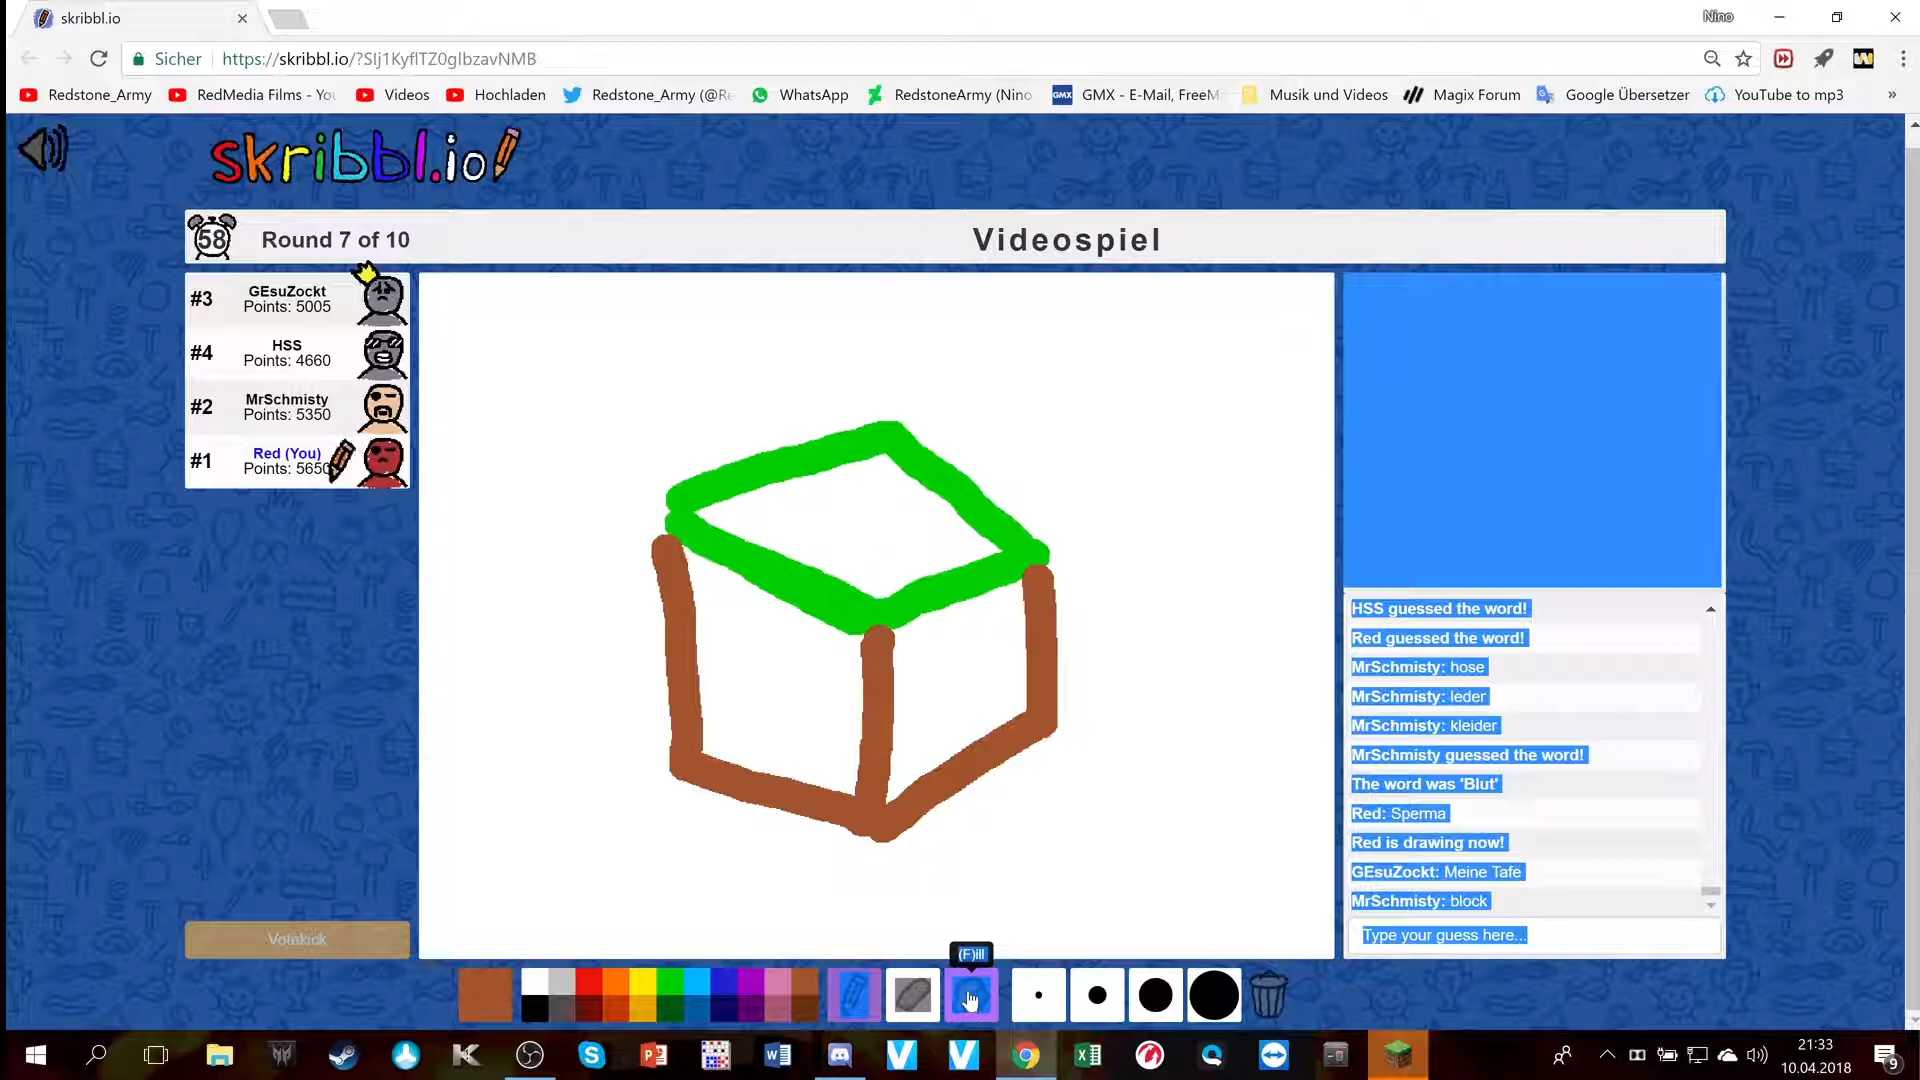 skribbl.io
Nino
Sicher
https://skribbl.io/?SIj1KyflTZ0gIbzavNMB
Redstone_Army
RedMedia Films - You
Videos
Hochladen
Redstone_Army (@Re
WhatsApp
RedstoneArmy (Nino
GMX
GMX - E-Mail, FreeM
Musik und Videos
Magix Forum
Google Übersetzer
YouTube to mp3
»
skribbl.io
58
Round 7 of 10
Videospiel
#3
GEsuZockt
Points: 5005
#4
HSS
Points: 4660
#2
MrSchmisty
Points: 5350
#1
Red (You)
Points: 5650
HSS guessed the word!
Red guessed the word!
MrSchmisty: hose
MrSchmisty: leder
MrSchmisty: kleider
MrSchmisty guessed the word!
The word was 'Blut'
Red: Sperma
Red is drawing now!
GEsuZockt: Meine Tafe
MrSchmisty: block
Type your guess here...
Votekick
(F)ill
21:33
10.04.2018
9